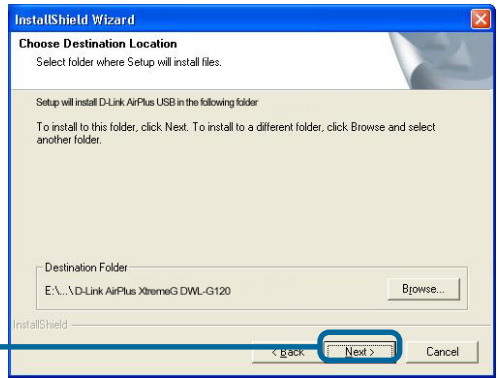 InstallShield Wizard
Choose Destination Location
Select folder where Setup will install files.
Setup will install D-Link AirPlus USB in the following folder
To install to this folder, click Next. To install to a different folder, click Browse and select
another folder.
Destination Folder
E:\...\ D-Link AirPlus XtremeG DWL-G120
Browse...
InstallShield
< Back
Next >
Cancel